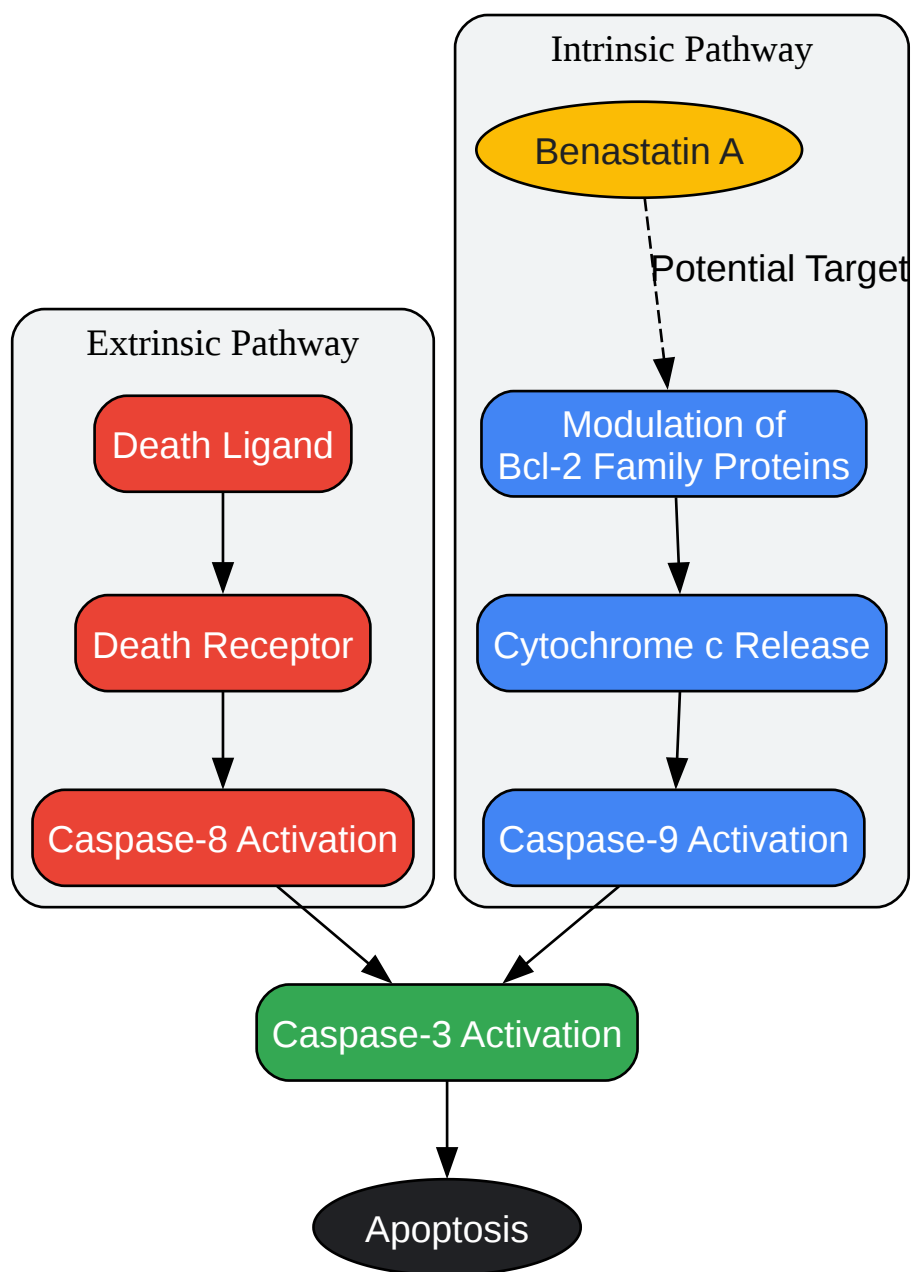 Intrinsic Pathway
Benastatin A
Potential Target
Extrinsic Pathway
Death Ligand
Modulation of
Bcl-2 Family Proteins
Death Receptor
Cytochrome c Release
Caspase-8 Activation
Caspase-9 Activation
Caspase-3 Activation
Apoptosis